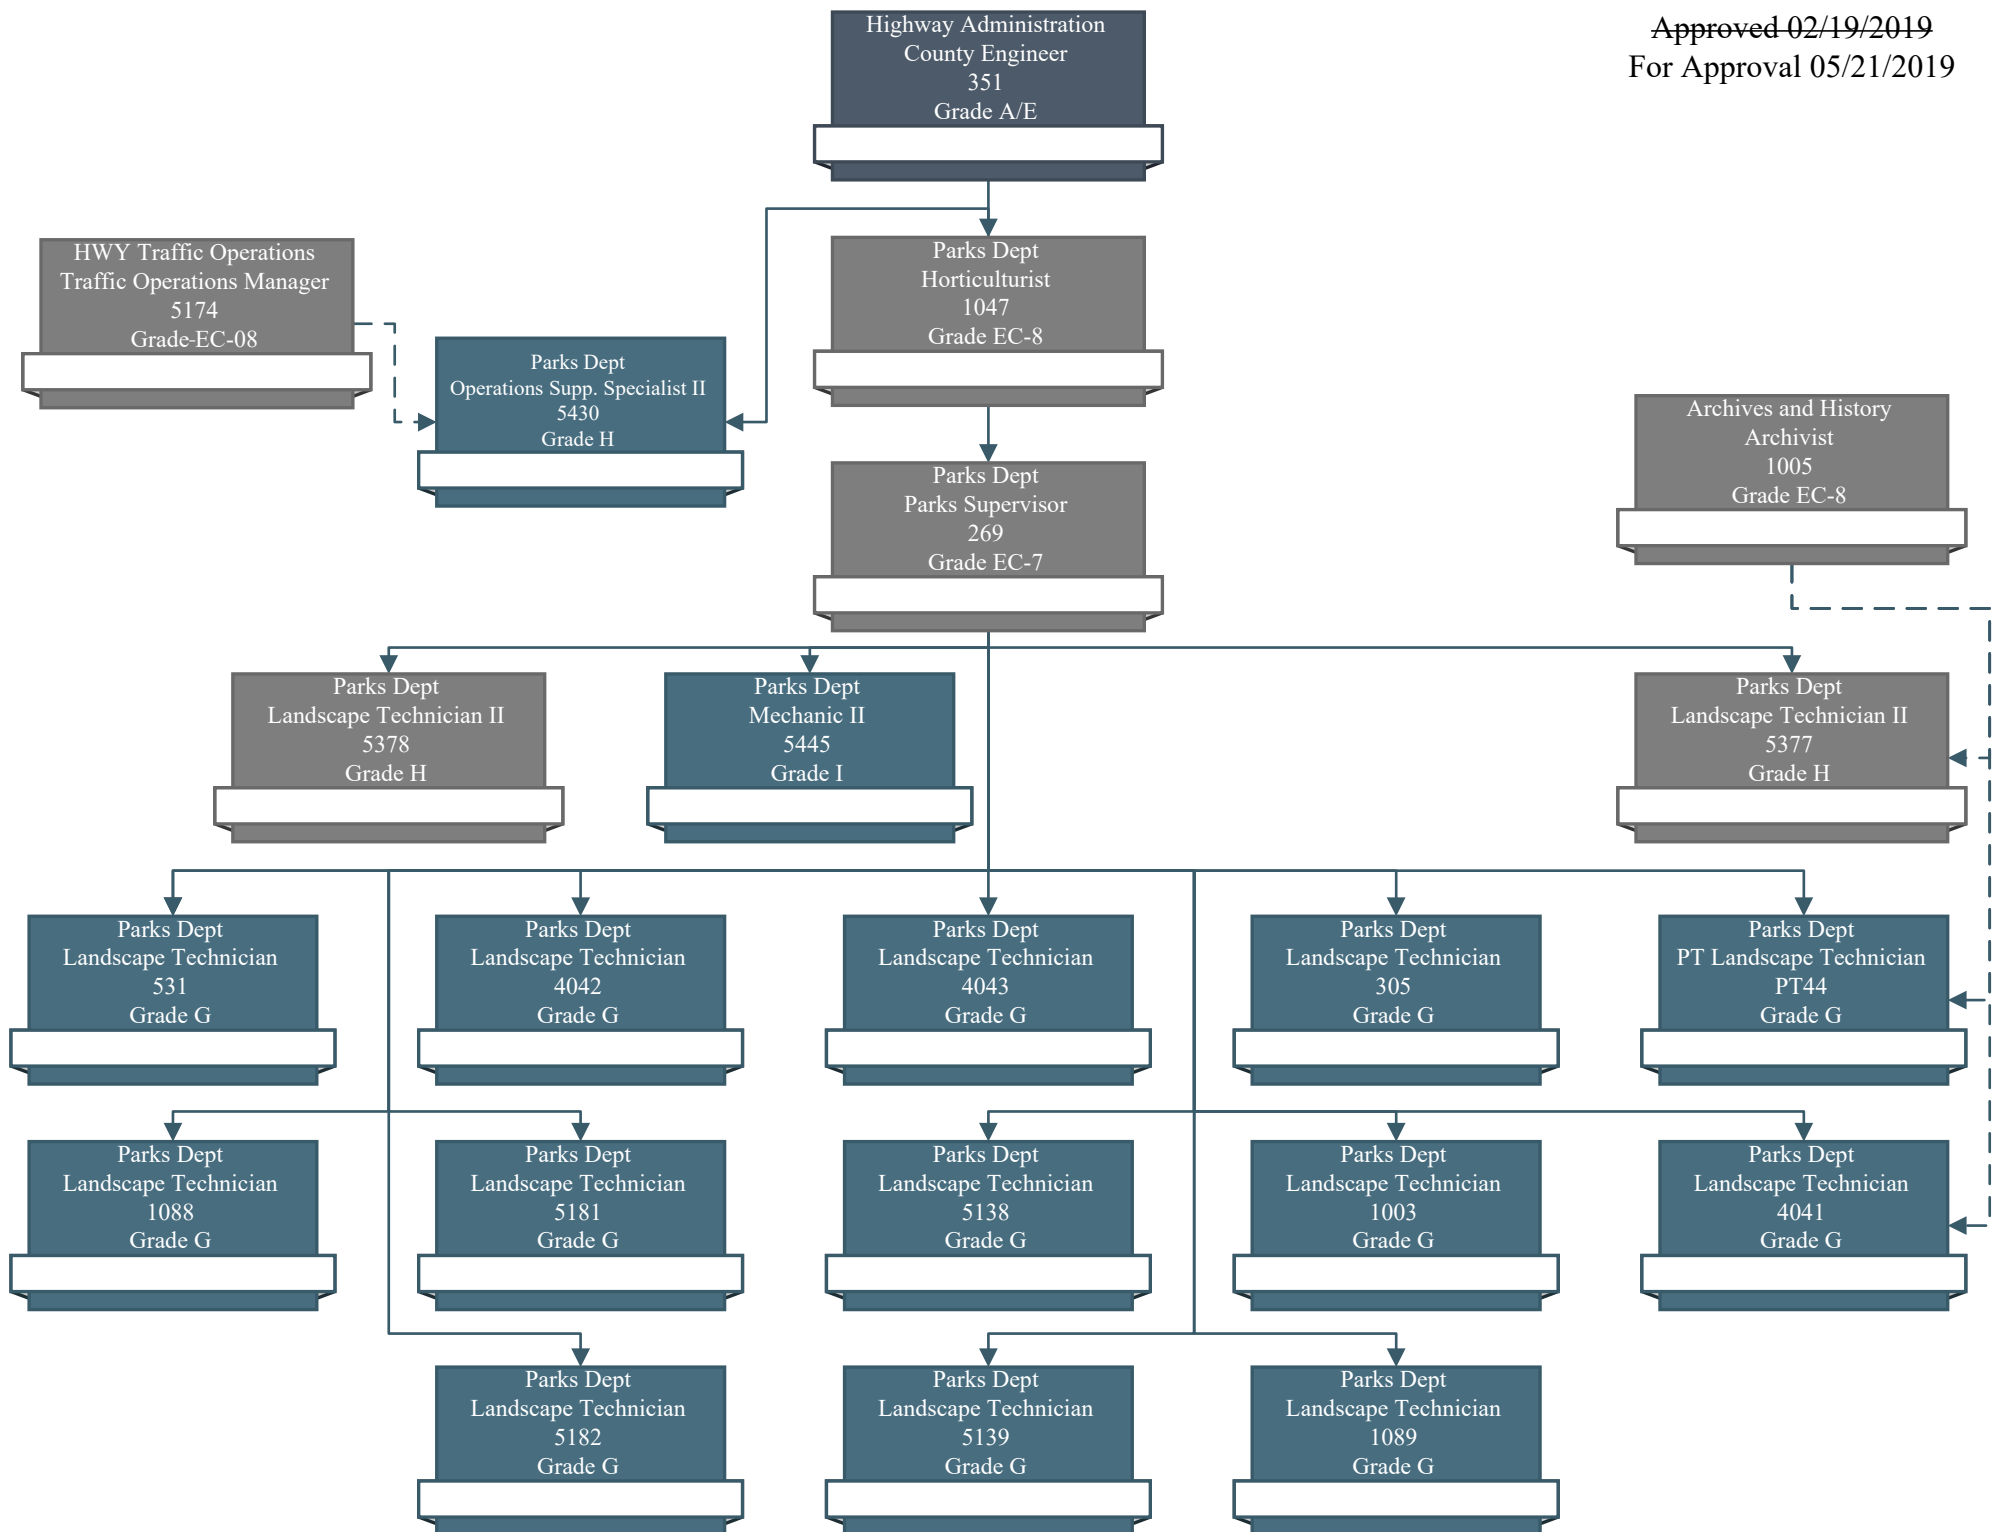 Approved 02/19/2019
For Approval 05/21/2019
Highway Administration
County Engineer
351
Grade A/E
HWY Traffic Operations
Traffic Operations Manager
5174
Grade-EC-08
Parks Dept
Horticulturist
1047
Grade EC-8
Parks Dept
Operations Supp. Specialist II
5430
Grade H
Archives and History
Archivist
1005
Grade EC-8
Parks Dept
Parks Supervisor
269
Grade EC-7
Parks Dept
Landscape Technician II
5378
Grade H
Parks Dept
Mechanic II
5445
Grade I
Parks Dept
Landscape Technician II
5377
Grade H
Parks Dept
Landscape Technician
531
Grade G
Parks Dept
Landscape Technician
4042
Grade G
Parks Dept
Landscape Technician
4043
Grade G
Parks Dept
Landscape Technician
305
Grade G
Parks Dept
PT Landscape Technician
PT44
Grade G
Parks Dept
Landscape Technician
1088
Grade G
Parks Dept
Landscape Technician
5181
Grade G
Parks Dept
Landscape Technician
5138
Grade G
Parks Dept
Landscape Technician
1003
Grade G
Parks Dept
Landscape Technician
4041
Grade G
Parks Dept
Landscape Technician
5182
Grade G
Parks Dept
Landscape Technician
5139
Grade G
Parks Dept
Landscape Technician
1089
Grade G